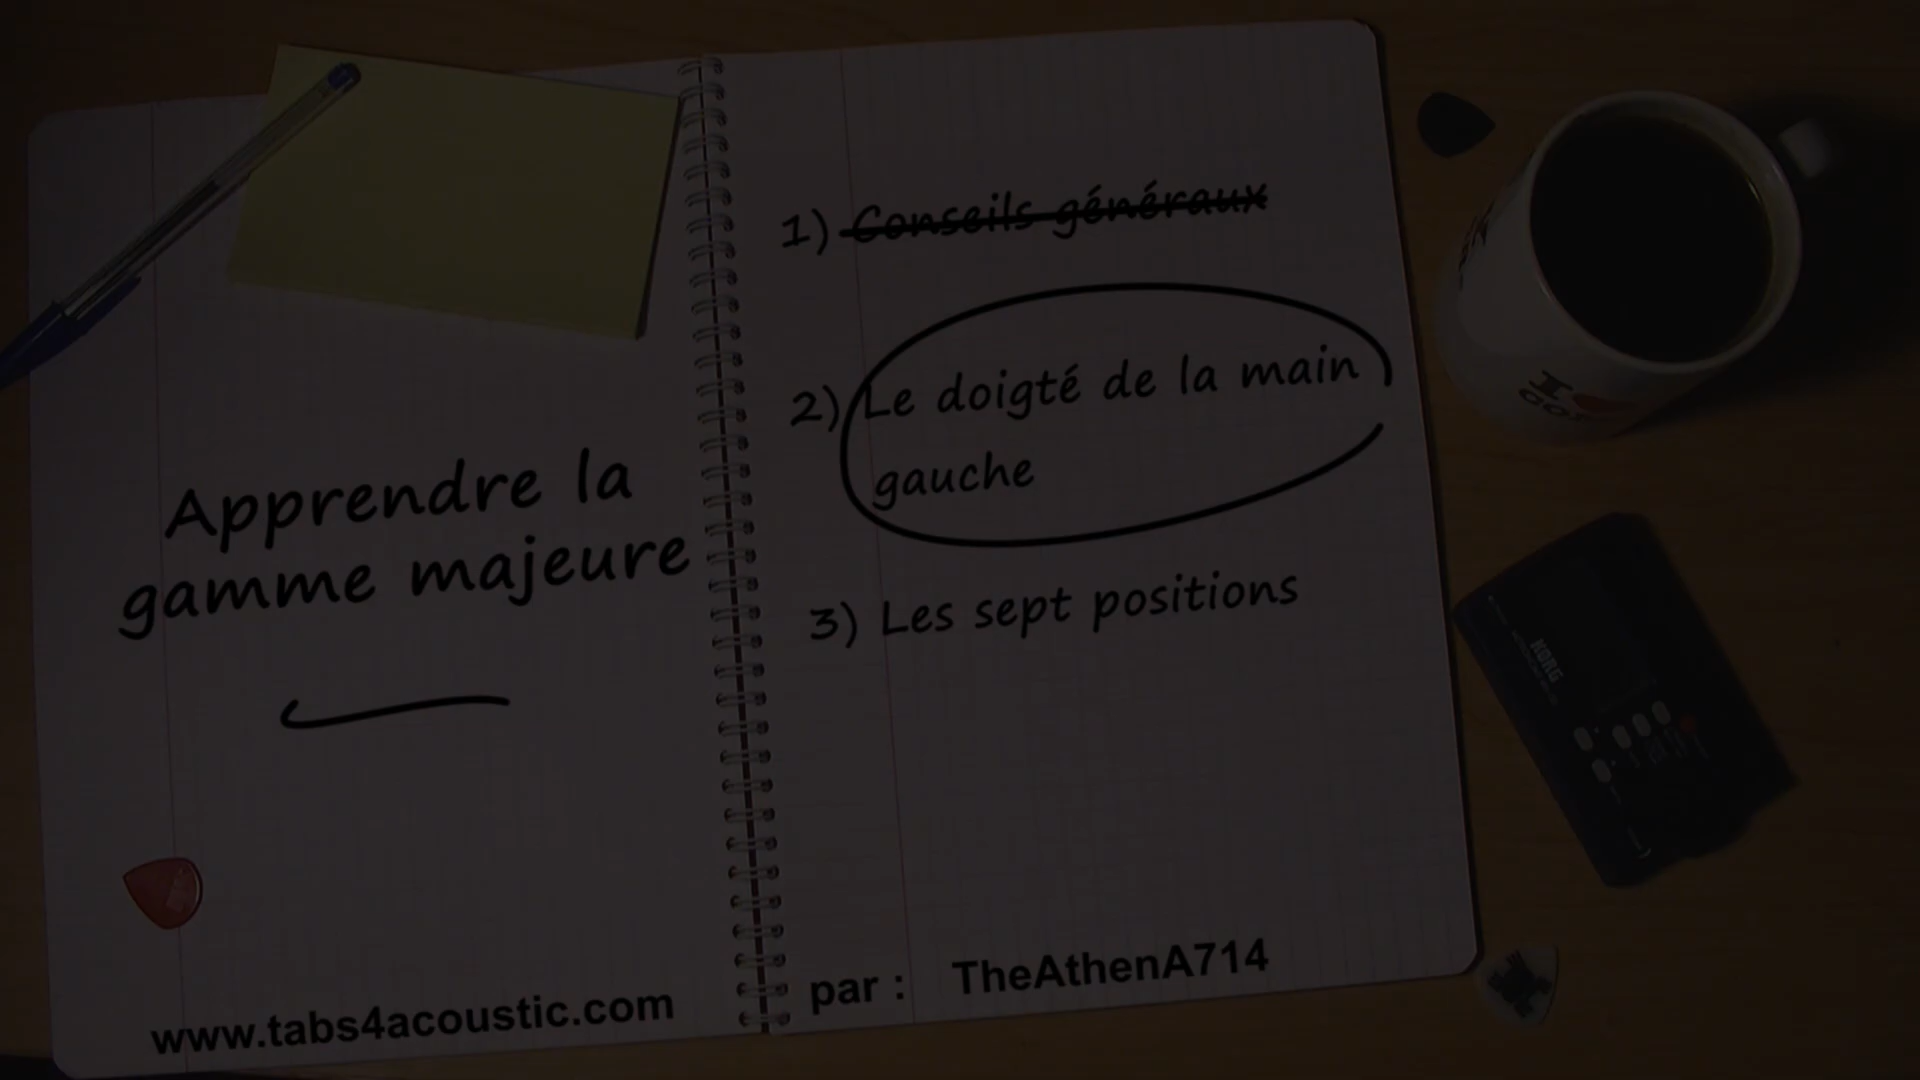 Apprendre la
gamme majeure
www.tabs4acoustic.com
1) Conseils généraux
2) Le doigté de la main
gauche
3) Les sept positions
par : TheAthenA714
KORG
I